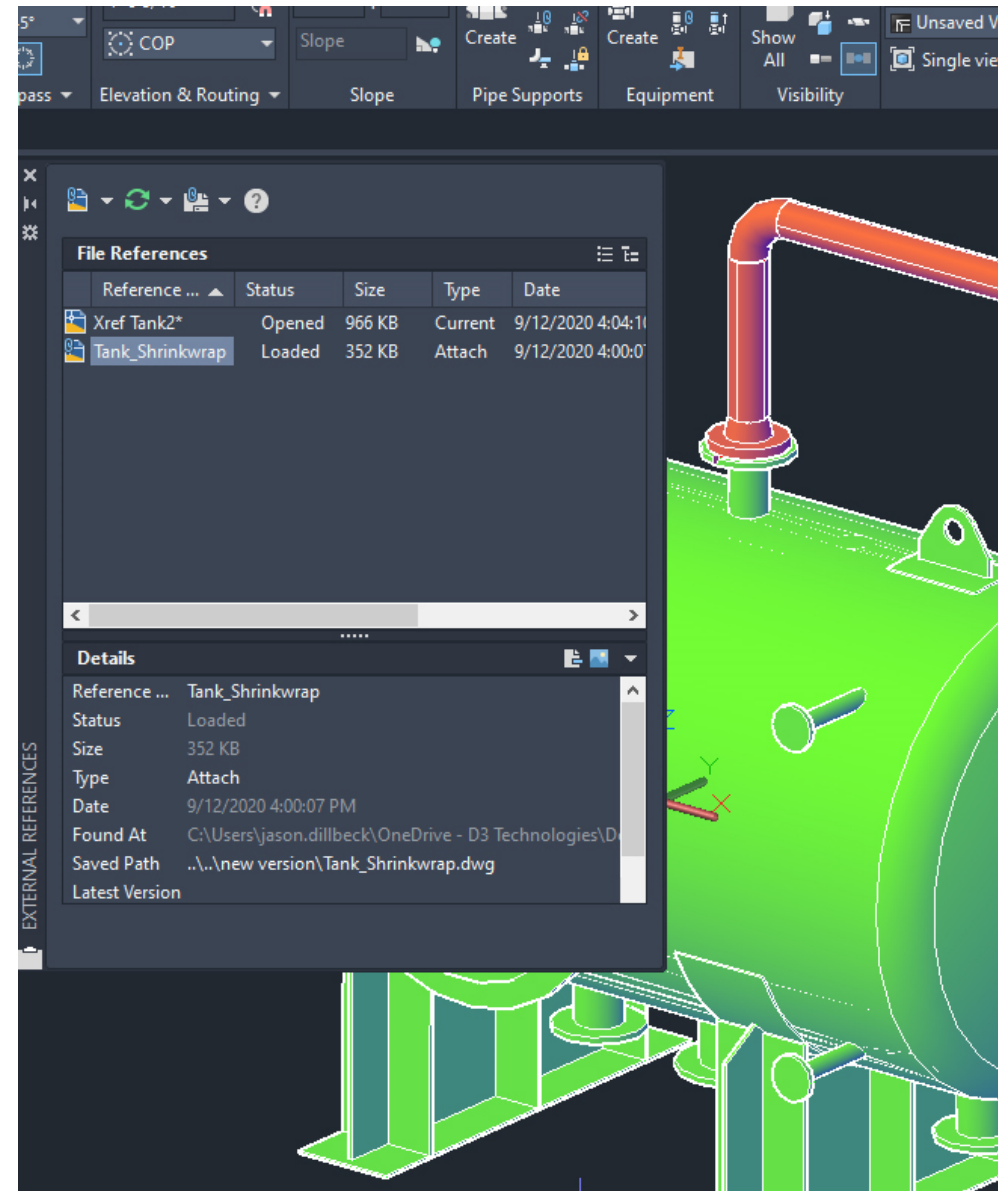 5°
COP
Slope
Create
Create
Show
All
Unsaved V
Single vie
pass
Elevation & Routing
Slope
Pipe Supports
Equipment
Visibility
File References
Reference ... Status Size Type Date
Xref Tank2* Opened 966 KB Current 9/12/2020 4:04:1
Tank_Shrinkwrap Loaded 352 KB Attach 9/12/2020 4:00:0
Details
Reference ... Tank_Shrinkwrap
Status Loaded
Size 352 KB
Type Attach
Date 9/12/2020 4:00:07 PM
Found At C:\Users\jason.dillbeck\OneDrive - D3 Technologies\D
Saved Path ..\..\new version\Tank_Shrinkwrap.dwg
Latest Version
EXTERNAL REFERENCES
Z
Y
X